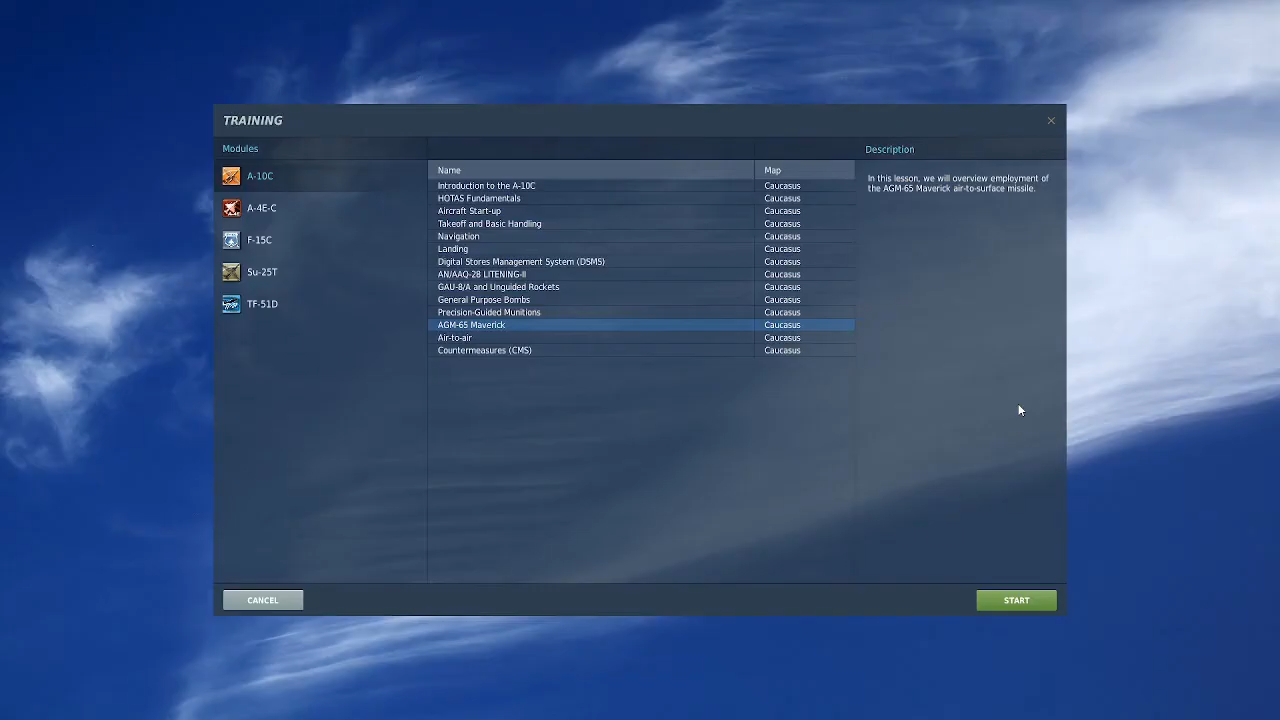 TRAINING
Modules
Description
A-10C
A-4E-C
F-15C
Su-25T
TF-51D
Name Map
Introduction to the A-10C Caucasus
HOTAS Fundamentals Caucasus
Aircraft Start-up Caucasus
Takeoff and Basic Handling Caucasus
Navigation Caucasus
Landing Caucasus
Digital Stores Management System (DSMS) Caucasus
AN/AAQ-28 LITENING-II Caucasus
GAU-8/A and Unguided Rockets Caucasus
General Purpose Bombs Caucasus
Precision-Guided Munitions Caucasus
AGM-65 Maverick Caucasus
Air-to-air Caucasus
Countermeasures (CMS) Caucasus
In this lesson, we will overview employment of
the AGM-65 Maverick air-to-surface missile.
CANCEL
START